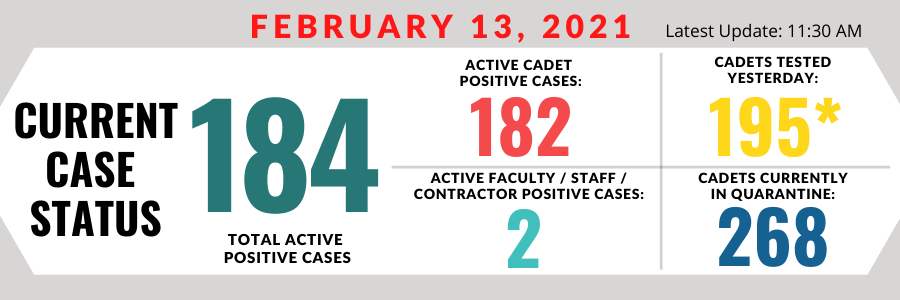 FEBRUARY 13, 2021
Latest Update: 11:30 AM
CURRENT
CASE
STATUS
184
TOTAL ACTIVE
POSITIVE CASES
ACTIVE CADET
POSITIVE CASES:
182
CADETS TESTED
YESTERDAY:
195*
ACTIVE FACULTY / STAFF /
CONTRACTOR POSITIVE CASES:
2
CADETS CURRENTLY
IN QUARANTINE:
268